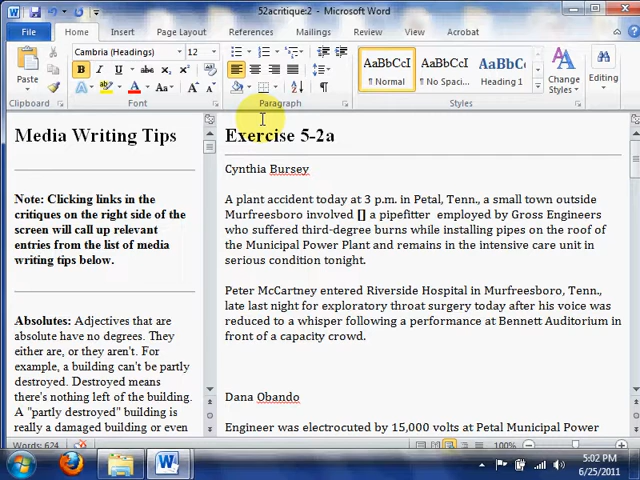 52acritique:2 - Microsoft Word
File Home Insert Page Layout References Mailings Review View Acrobat
Cambria (Headings) 12
Paste
B I U abc x₂ x² Aa
AaBbCcI AaBbCcI AaBbC
¶ Normal ¶ No Spaci... Heading 1
Change Styles
Editing
Clipboard Font Paragraph Styles
Media Writing Tips
Note: Clicking links in the
critiques on the right side of the
screen will call up relevant
entries from the list of media
writing tips below.
Absolutes: Adjectives that are
absolute have no degrees. They
either are, or they aren't. For
example, a building can't be partly
destroyed. Destroyed means
there's nothing left of the building.
A "partly destroyed" building is
really a damaged building or even
Exercise 5-2a
Cynthia Bursey
A plant accident today at 3 p.m. in Petal, Tenn., a small town outside
Murfreesboro involved [] a pipefitter employed by Gross Engineers
who suffered third-degree burns while installing pipes on the roof of
the Municipal Power Plant and remains in the intensive care unit in
serious condition tonight.
Peter McCartney entered Riverside Hospital in Murfreesboro, Tenn.,
late last night for exploratory throat surgery today after his voice was
reduced to a whisper following a performance at Bennett Auditorium in
front of a capacity crowd.
Dana Obando
Engineer was electrocuted by 15,000 volts at Petal Municipal Power
Words: 624
100%
5:02 PM
6/25/2011